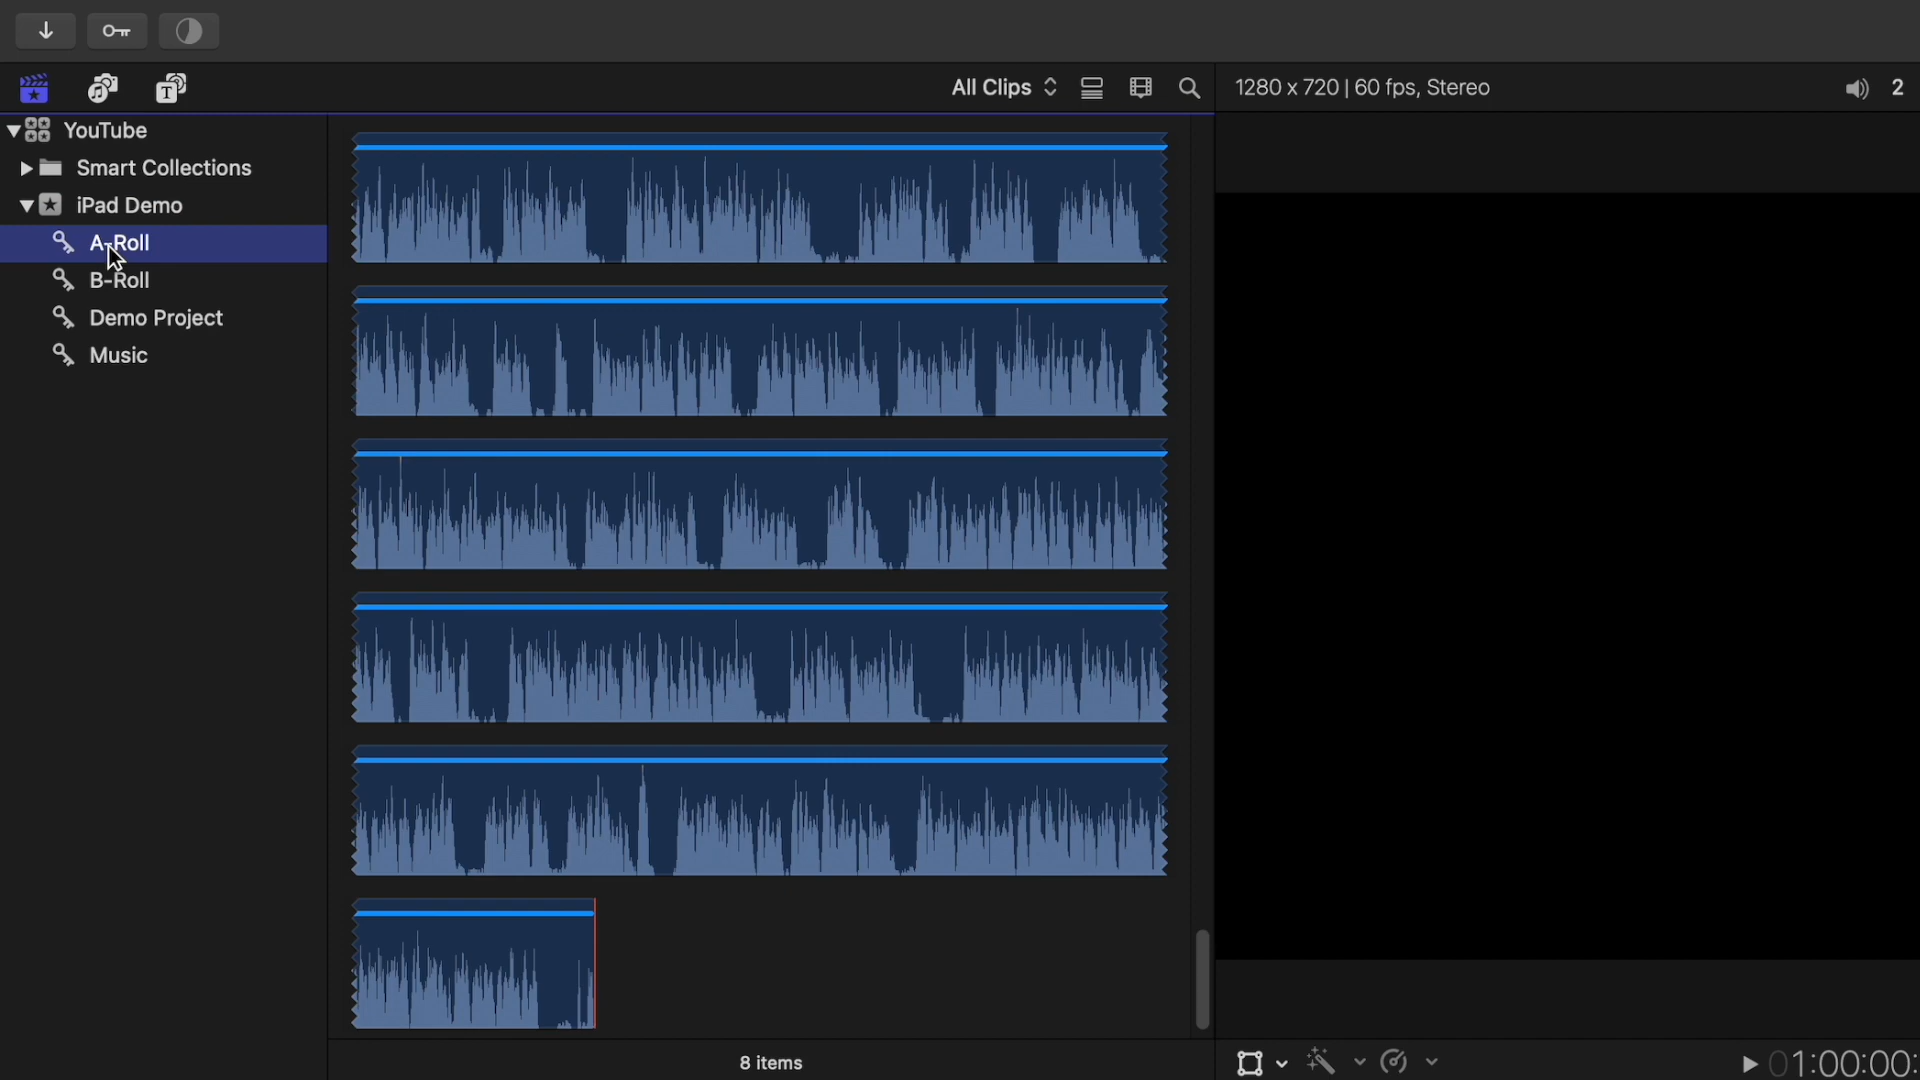 All Clips
1280 x 720 | 60 fps, Stereo
2
YouTube
Smart Collections
iPad Demo
A-Roll
B-Roll
Demo Project
Music
8 items
01:00:00: